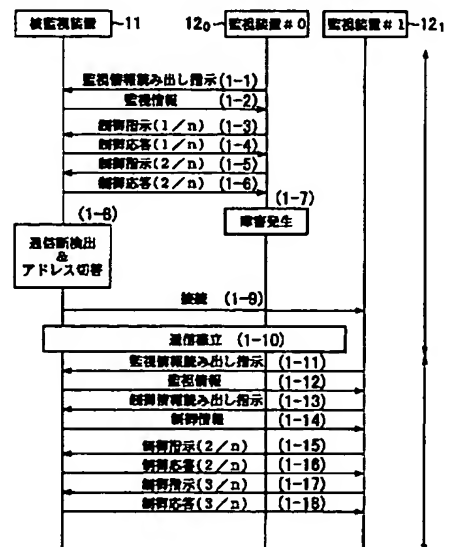 被監視装置 ~11
12₀~ 監視装置#0
監視装置#1 ~12₁
監視情報読み出し指示 (1-1)
監視情報 (1-2)
制御指示(1/n) (1-3)
制御応答(1/n) (1-4)
制御指示(2/n) (1-5)
制御応答(2/n) (1-6)
(1-7)
障害発生
(1-8)
通信断検出
&
アドレス切替
接続 (1-9)
通信確立 (1-10)
監視情報読み出し指示 (1-11)
監視情報 (1-12)
制御情報読み出し指示 (1-13)
制御情報 (1-14)
制御指示(2/n) (1-15)
制御応答(2/n) (1-16)
制御指示(3/n) (1-17)
制御応答(3/n) (1-18)